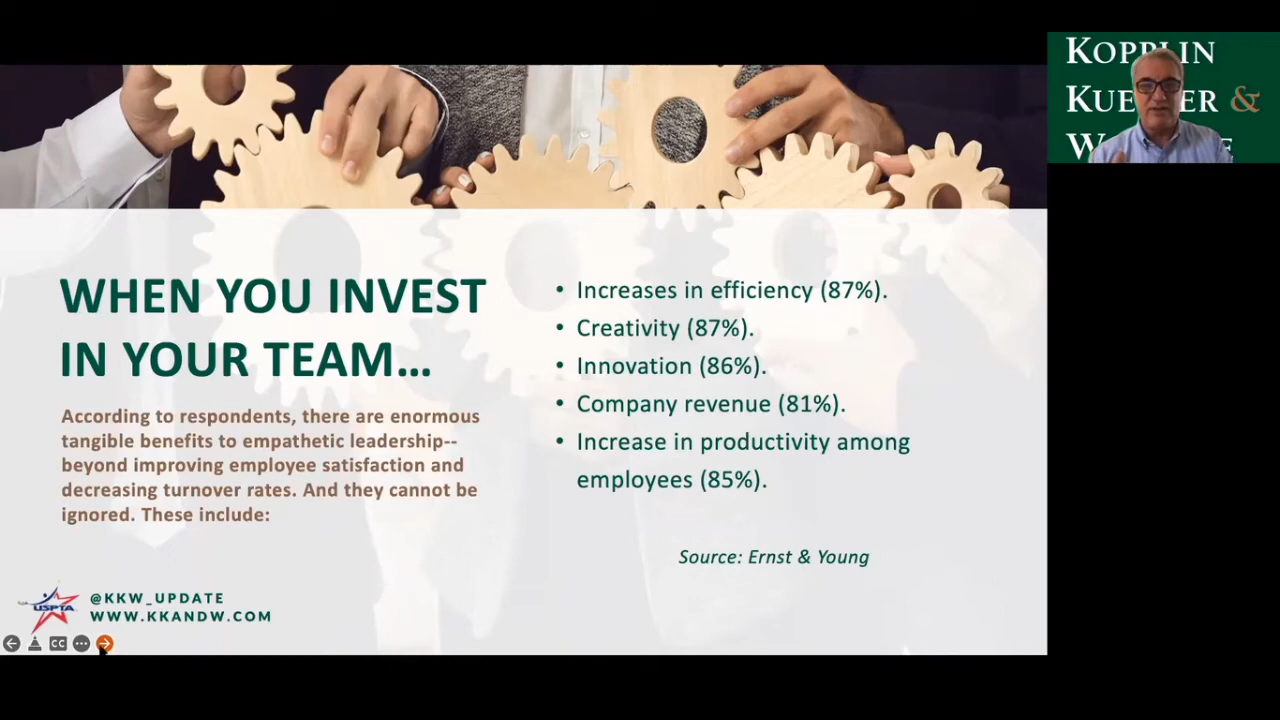 WHEN YOU INVEST
IN YOUR TEAM…
According to respondents, there are enormous
tangible benefits to empathetic leadership--
beyond improving employee satisfaction and
decreasing turnover rates. And they cannot be
ignored. These include:
• Increases in efficiency (87%).
• Creativity (87%).
• Innovation (86%).
• Company revenue (81%).
• Increase in productivity among
employees (85%).
Source: Ernst & Young
USPTA
@KKW_UPDATE
WWW.KKANDW.COM
CC
&